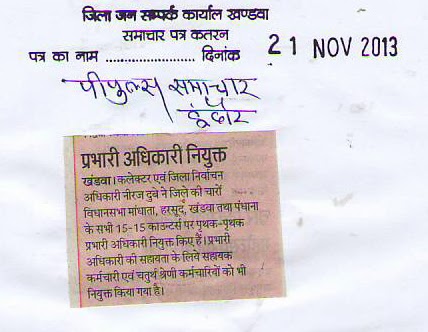 जिला जन सम्पर्क कार्याल खण्डवा
समाचार पत्र कतरन
पत्र का नाम ........................ दिनांक 21 NOV 2013
पीपुल्स समाचार
इंदौर
प्रभारी अधिकारी नियुक्त
खंडवा। कलेक्टर एवं जिला निर्वाचन
अधिकारी नीरज दुबे ने जिले की चारों
विधानसभा मांधाता, हरसूद, खंडवा तथा पंधाना
के सभी 15-15 काउन्टर्स पर पृथक-पृथक
प्रभारी अधिकारी नियुक्त किए हैं। प्रभारी
अधिकारी की सहायता के लिये सहायक
कर्मचारी एवं चतुर्थ श्रेणी कर्मचारियों को भी
नियुक्त किया गया है।